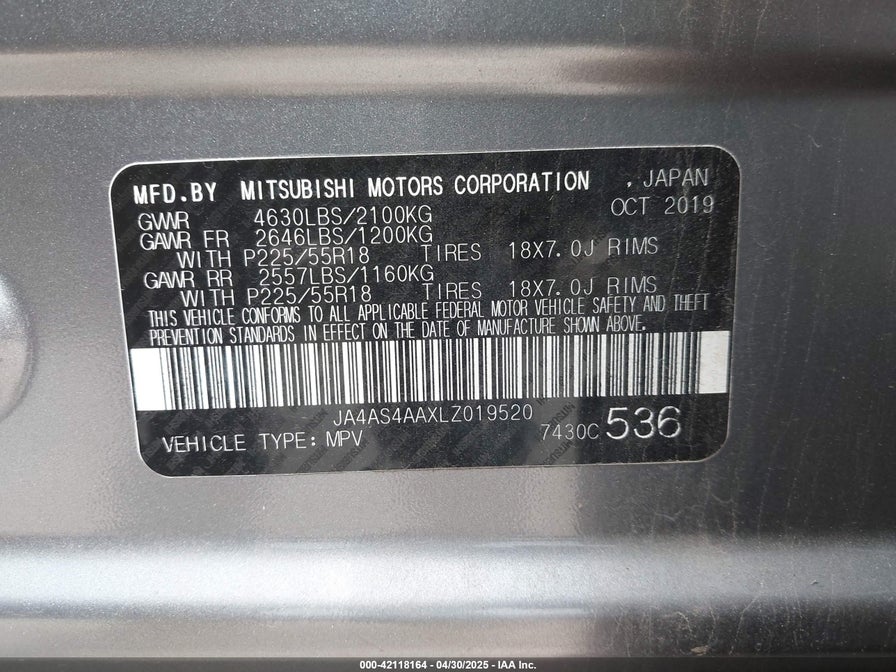 MFD.BY MITSUBISHI MOTORS CORPORATION , JAPAN
GVWR 4630LBS/2100KG OCT 2019
GAWR FR 2646LBS/1200KG
WITH P225/55R18 TIRES 18X7.0J RIMS
GAWR RR 2557LBS/1160KG
WITH P225/55R18 TIRES 18X7.0J RIMS
THIS VEHICLE CONFORMS TO ALL APPLICABLE FEDERAL MOTOR VEHICLE SAFETY AND THEFT
PREVENTION STANDARDS IN EFFECT ON THE DATE OF MANUFACTURE SHOWN ABOVE.
JA4AS4AAXLZ019520
VEHICLE TYPE: MPV 7430C 536
000-42118164 - 04/30/2025 - IAA Inc.